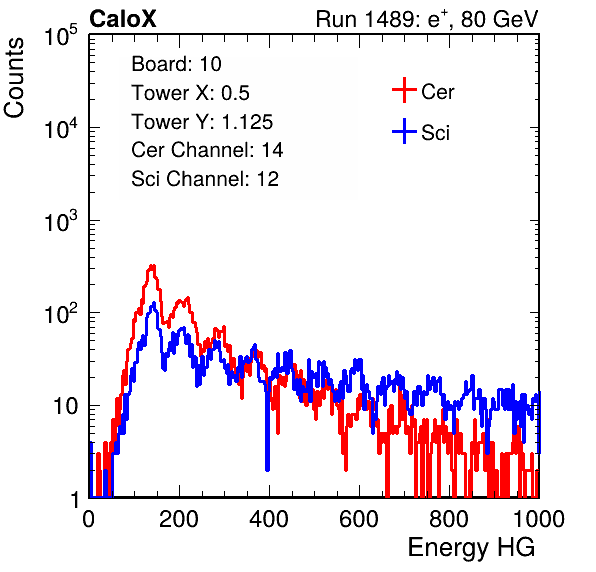 CaloX Run 1489: e⁺, 80 GeV
Counts
10⁵
10⁴
10³
10²
10
1
Board: 10
Tower X: 0.5
Tower Y: 1.125
Cer Channel: 14
Sci Channel: 12
Cer
Sci
0 200 400 600 800 1000
Energy HG